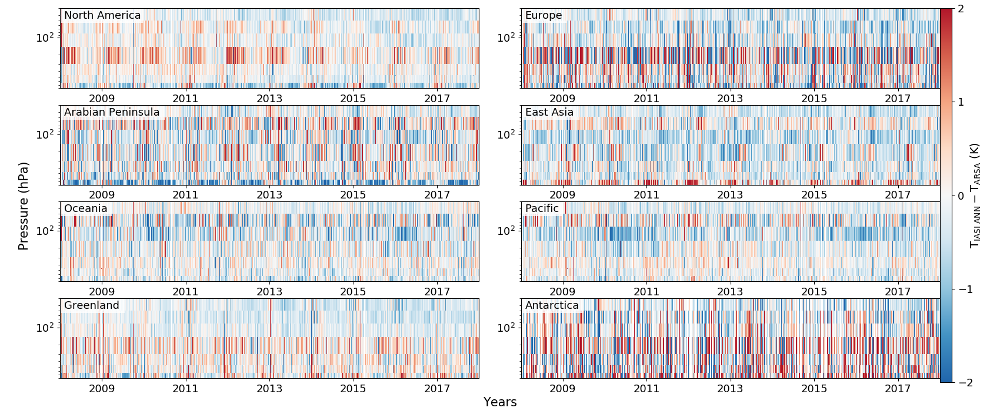 North America
10²
2009 2011 2013 2015 2017
Europe
10²
2009 2011 2013 2015 2017
Arabian Peninsula
10²
2009 2011 2013 2015 2017
East Asia
10²
2009 2011 2013 2015 2017
Oceania
10²
2009 2011 2013 2015 2017
Pacific
10²
2009 2011 2013 2015 2017
Greenland
10²
2009 2011 2013 2015 2017
Antarctica
10²
2009 2011 2013 2015 2017
Pressure (hPa)
Years
2
1
0
−1
−2
T_IASI ANN − T_ARSA (K)